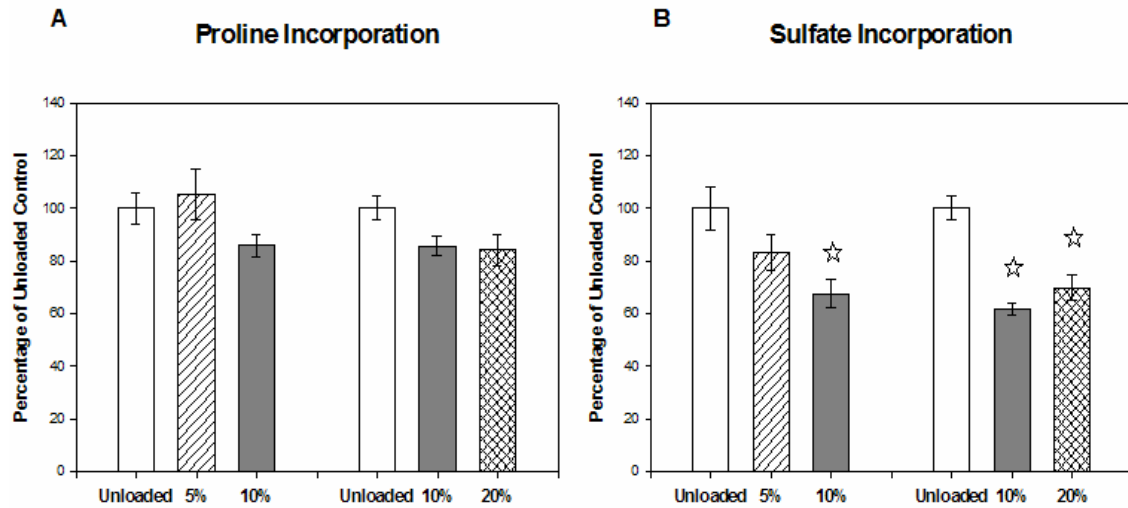 A
Proline Incorporation
Percentage of Unloaded Control
140
120
100
80
60
40
20
0
Unloaded 5% 10% Unloaded 10% 20%
B
Sulfate Incorporation
Percentage of Unloaded Control
140
120
100
80
60
40
20
0
Unloaded 5% 10% Unloaded 10% 20%